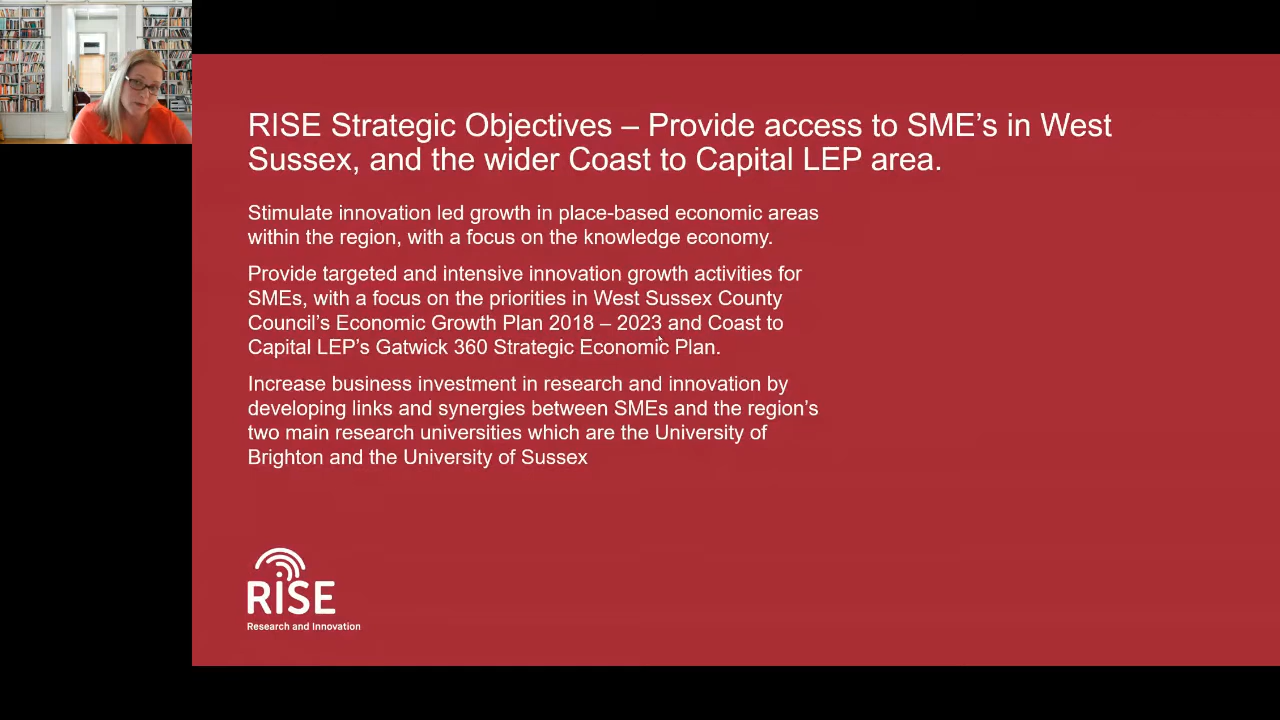 RISE Strategic Objectives – Provide access to SME's in West
Sussex, and the wider Coast to Capital LEP area.
Stimulate innovation led growth in place-based economic areas
within the region, with a focus on the knowledge economy.
Provide targeted and intensive innovation growth activities for
SMEs, with a focus on the priorities in West Sussex County
Council's Economic Growth Plan 2018 – 2023 and Coast to
Capital LEP's Gatwick 360 Strategic Economic Plan.
Increase business investment in research and innovation by
developing links and synergies between SMEs and the region's
two main research universities which are the University of
Brighton and the University of Sussex
RiSE
Research and Innovation